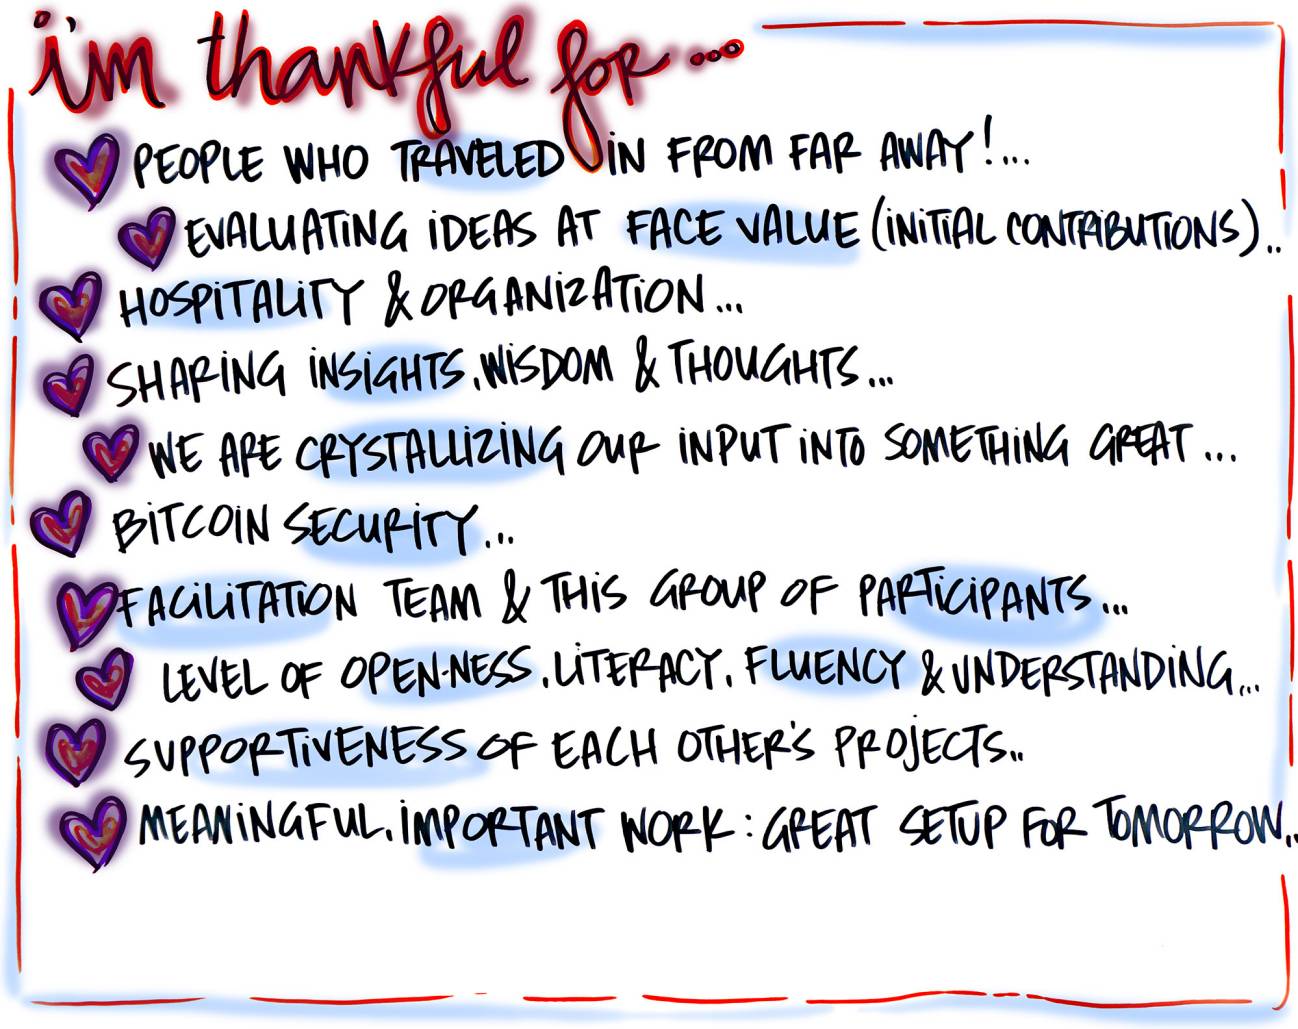 i'm thankful for...
PEOPLE WHO TRAVELED IN FROM FAR AWAY!...
EVALUATING IDEAS AT FACE VALUE (INITIAL CONTRIBUTIONS)..
HOSPITALITY & ORGANIZATION...
SHARING INSIGHTS, WISDOM & THOUGHTS...
WE ARE CRYSTALLIZING OUR INPUT INTO SOMETHING GREAT...
BITCOIN SECURITY...
FACILITATION TEAM & THIS GROUP OF PARTICIPANTS...
LEVEL OF OPEN-NESS, LITERACY, FLUENCY & UNDERSTANDING...
SUPPORTIVENESS OF EACH OTHER'S PROJECTS..
MEANINGFUL, IMPORTANT WORK: GREAT SETUP FOR TOMORROW..